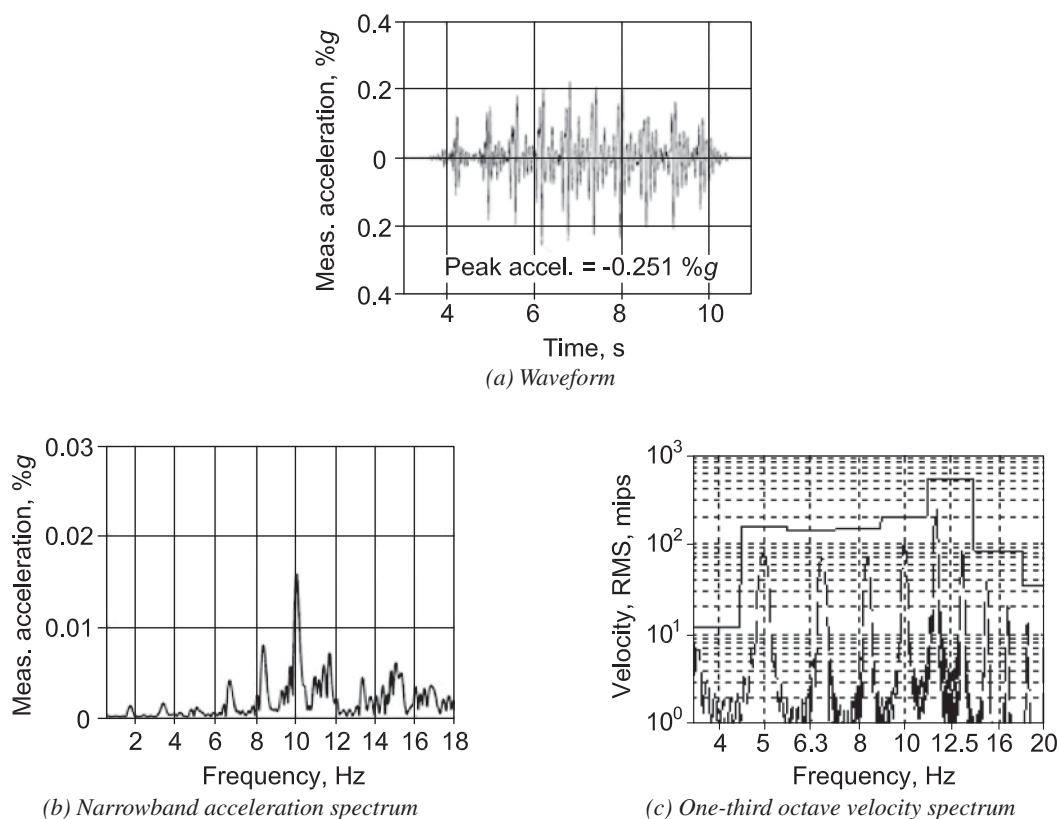 0.4
0.2
0
0.2
0.4
Meas. acceleration, %g
Peak accel. = -0.251 %g
4 6 8 10
Time, s
(a) Waveform
0.03
0.02
0.01
0
Meas. acceleration, %g
2 4 6 8 10 12 14 16 18
Frequency, Hz
(b) Narrowband acceleration spectrum
10³
10²
10¹
10⁰
Velocity, RMS, mips
4 5 6.3 8 10 12.5 16 20
Frequency, Hz
(c) One-third octave velocity spectrum